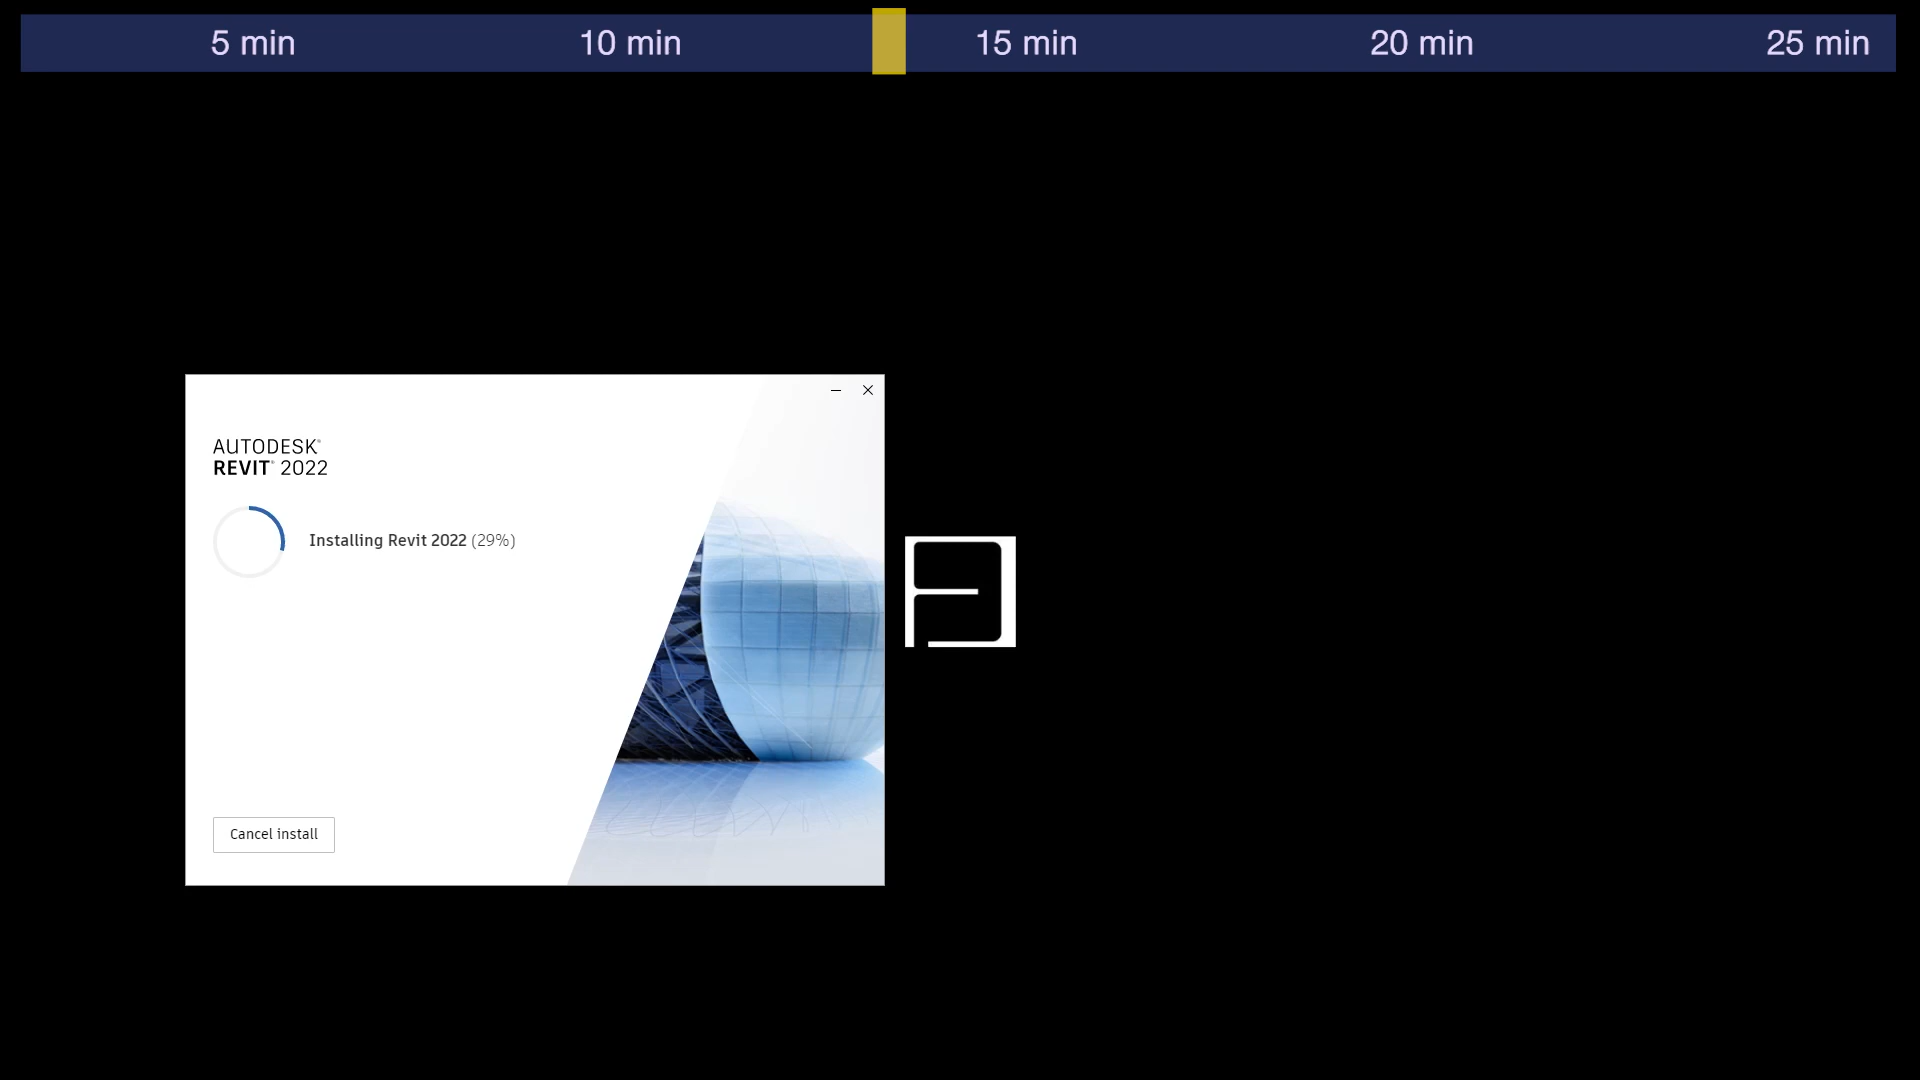 5 min 10 min 15 min 20 min 25 min
AUTODESK®
REVIT® 2022
Installing Revit 2022 (29%)
Cancel install